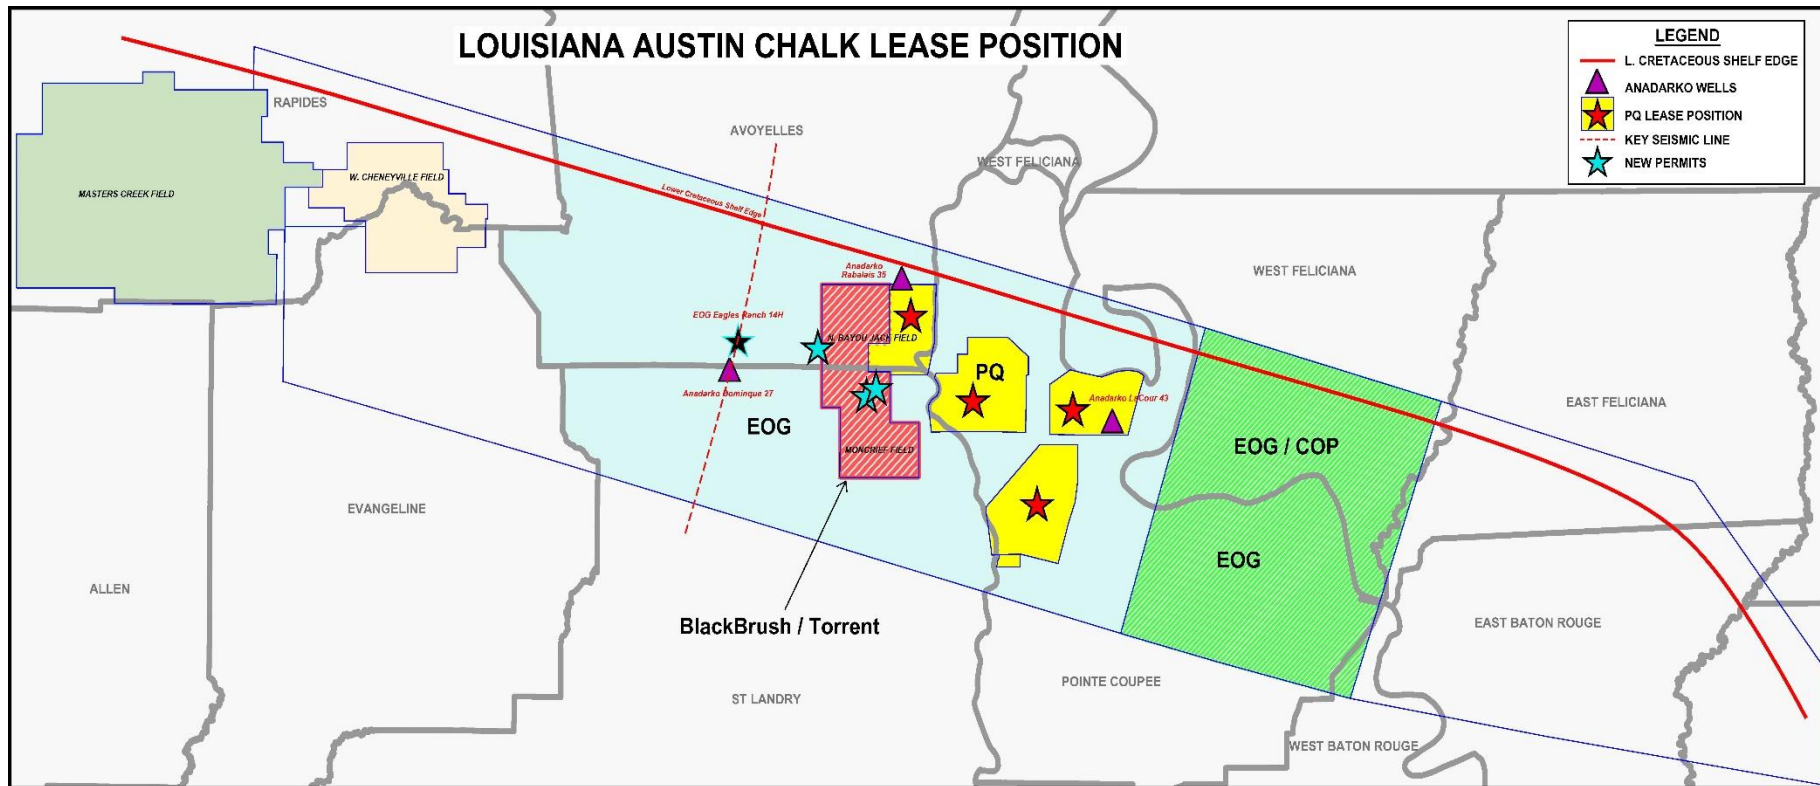 LOUISIANA AUSTIN CHALK LEASE POSITION
LEGEND
L. CRETACEOUS SHELF EDGE
ANADARKO WELLS
PQ LEASE POSITION
KEY SEISMIC LINE
NEW PERMITS
RAPIDES
AVOYELLES
WEST FELICIANA
MASTERS CREEK FIELD
W. CHENEYVILLE FIELD
Lower Cretaceous Shelf Edge
Anadarko
Rabalais 35
WEST FELICIANA
EOG Eagles Ranch 14H
N. BAYOU JACK FIELD
PQ
Anadarko Dominque 27
Anadarko LeCour 43
EAST FELICIANA
EOG
MONCRIEF FIELD
EOG / COP
EVANGELINE
EOG
ALLEN
BlackBrush / Torrent
EAST BATON ROUGE
ST LANDRY
POINTE COUPEE
WEST BATON ROUGE